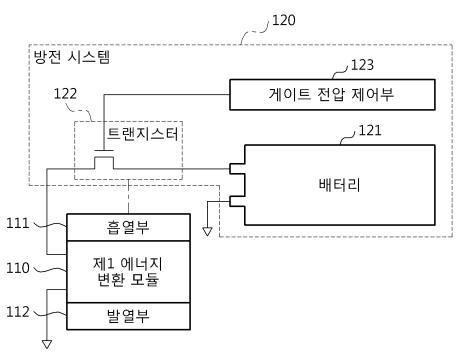 120
방전 시스템
123
122
게이트 전압 제어부
트랜지스터
121
배터리
111
흡열부
110
제1 에너지
변환 모듈
112
발열부